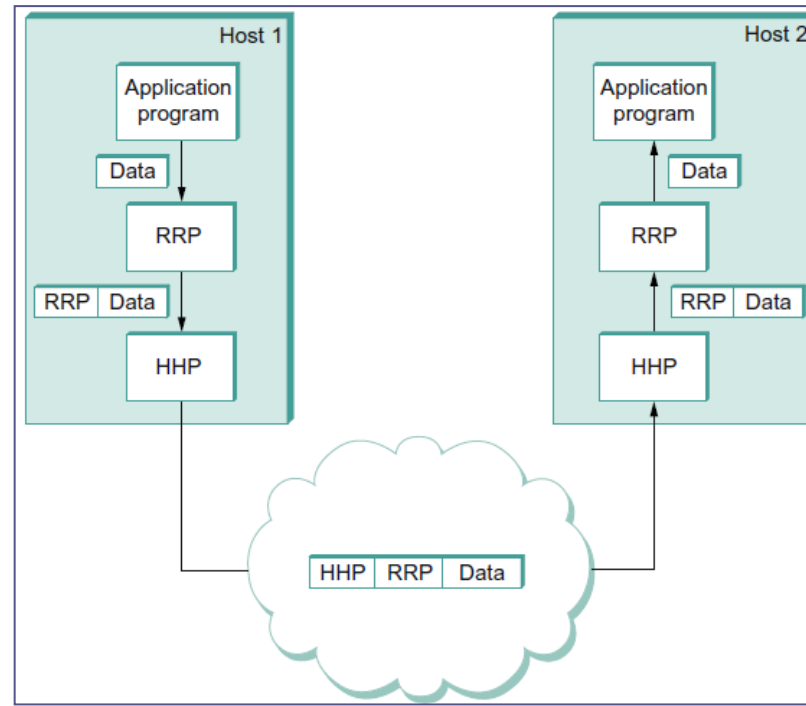 Host 1
Application
program
Data
RRP
RRP Data
HHP
Host 2
Application
program
Data
RRP
RRP Data
HHP
HHP RRP Data